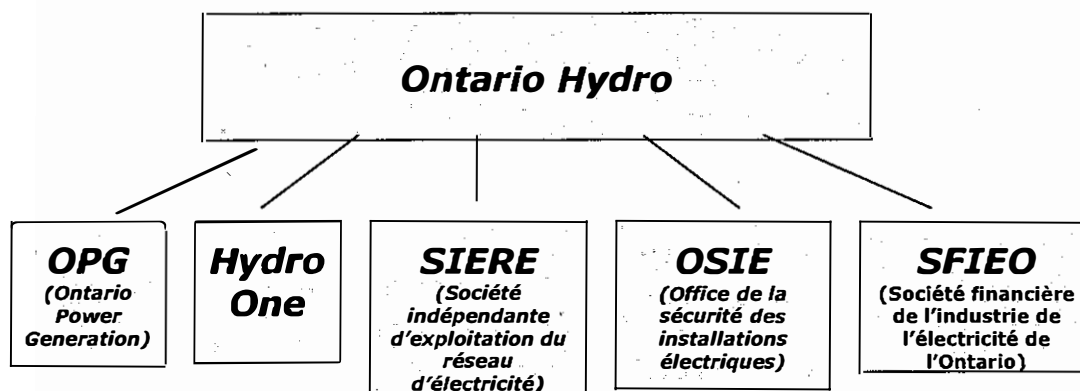 Ontario Hydro
OPG
(Ontario
Power
Generation)
Hydro
One
SIERE
(Société
indépendante
d'exploitation du
réseau
d'électricité)
OSIE
(Office de la
sécurité des
installations
électriques)
SFIEO
(Société financière
de l'industrie de
l'électricité de
l'Ontario)